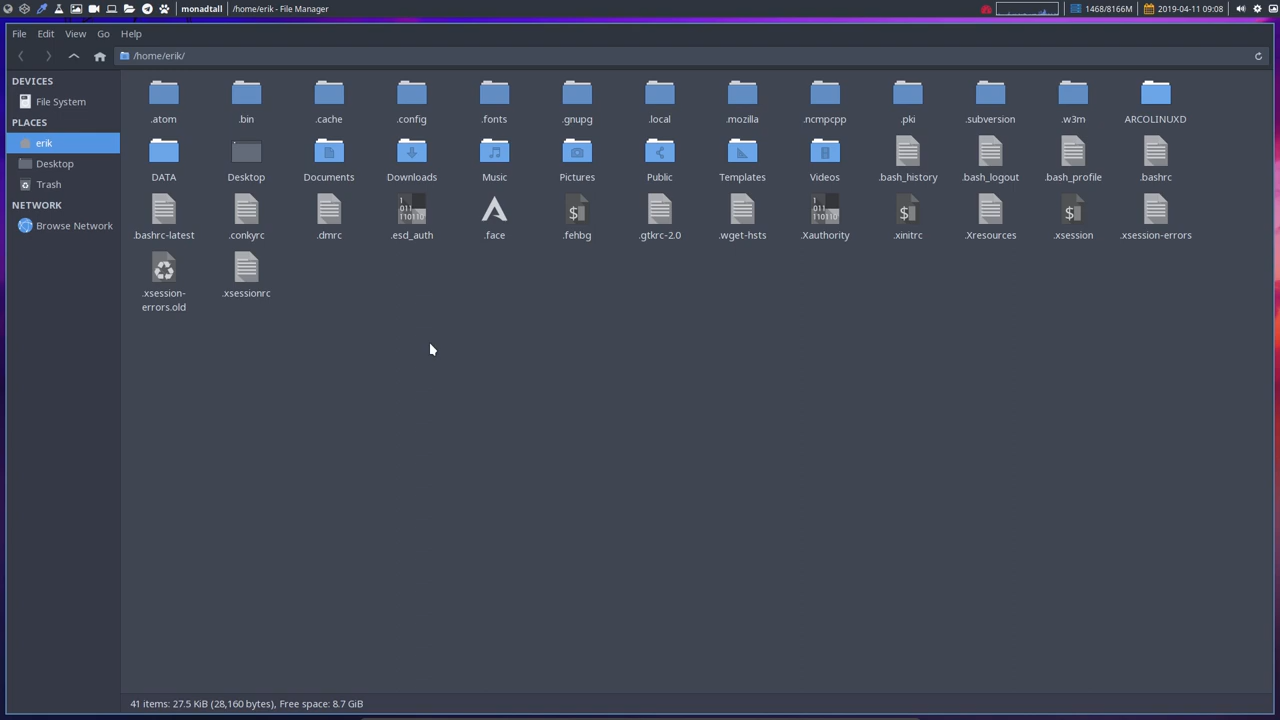 monadtall /home/erik - File Manager 1468/8166M 2019-04-11 09:08
File Edit View Go Help
/home/erik/
DEVICES
File System
PLACES
erik
Desktop
Trash
NETWORK
Browse Network
.atom .bin .cache .config .fonts .gnupg .local .mozilla .ncmpcpp .pki .subversion .w3m ARCOLINUXD
DATA Desktop Documents Downloads Music Pictures Public Templates Videos .bash_history .bash_logout .bash_profile .bashrc
.bashrc-latest .conkyrc .dmrc .esd_auth .face .fehbg .gtkrc-2.0 .wget-hsts .Xauthority .xinitrc .Xresources .xsession .xsession-errors
.xsession- .xsessionrc
errors.old
41 items: 27.5 KiB (28,160 bytes), Free space: 8.7 GiB